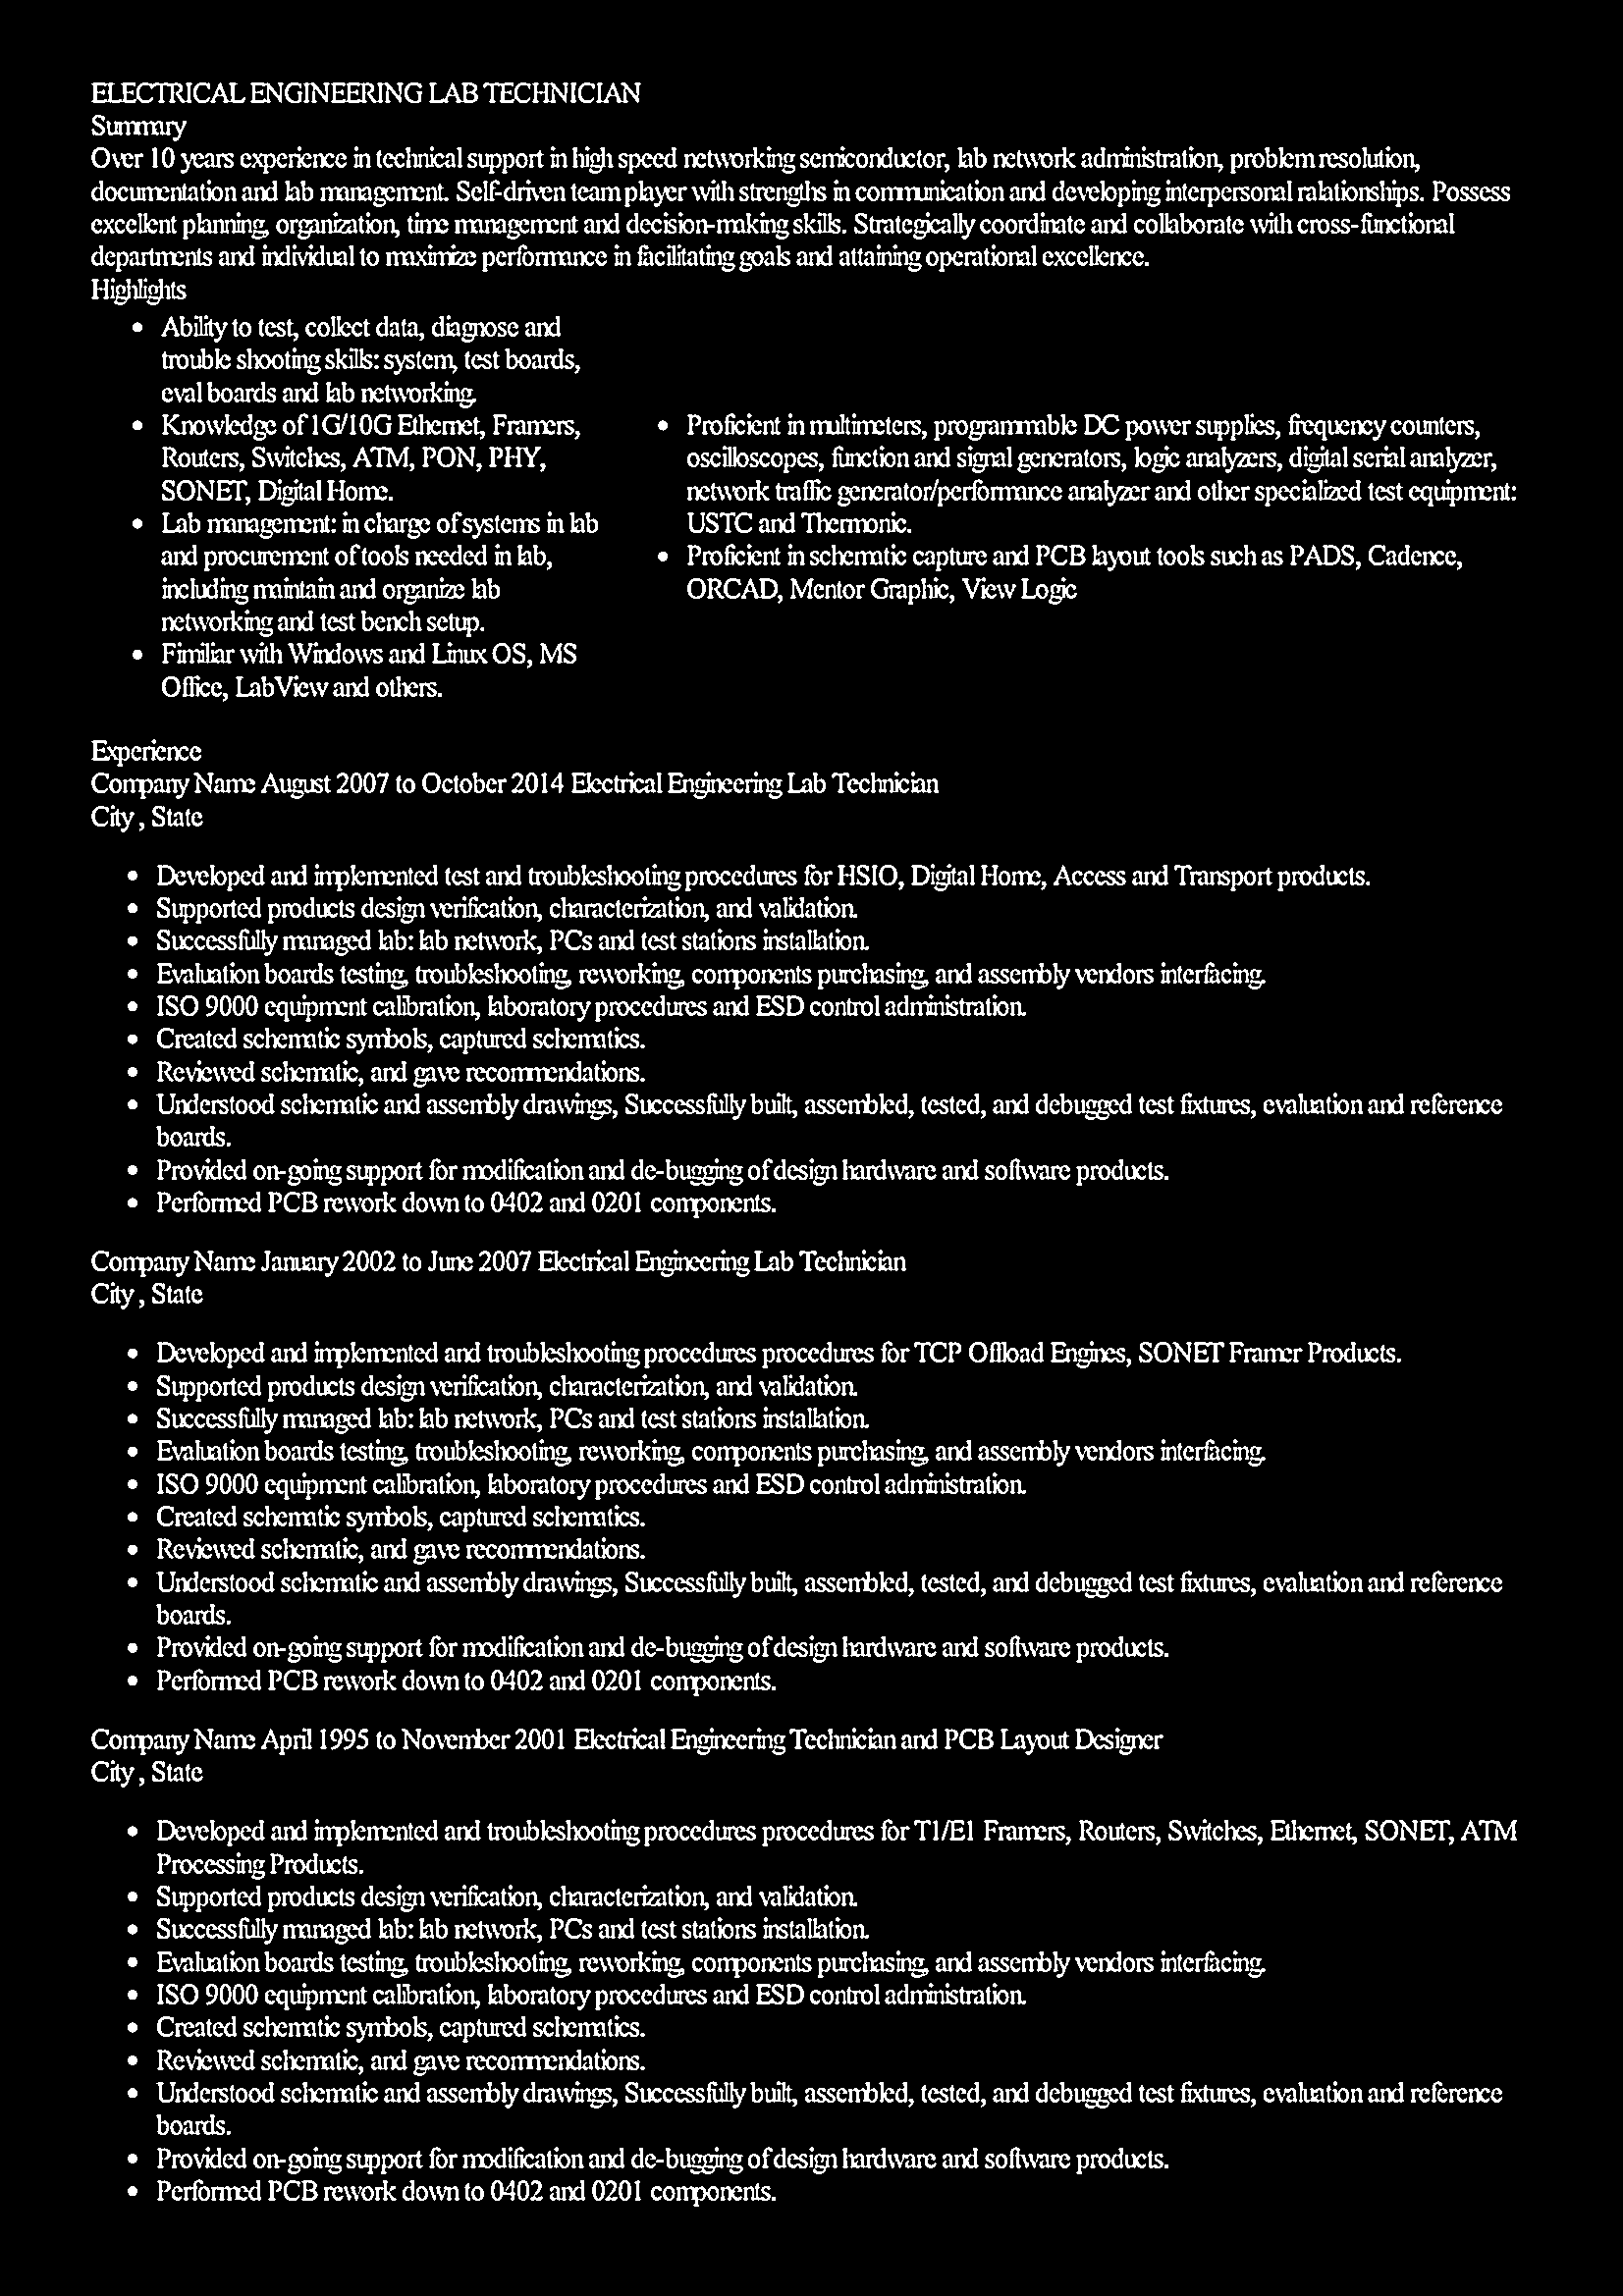 ELECTRICAL ENGINEERING LAB TECHNICIAN
Summary
Over 10 years experience in technical support in high speed networking semiconductor, lab network administration, problem resolution,
documentation and lab management. Self-driven team player with strengths in communication and developing interpersonal ralationships. Possess
excellent planning, organization, time management and decision-making skills. Strategically coordinate and collaborate with cross-functional
departments and individual to maximize performance in facilitating goals and attaining operational excellence.
Highlights
• Ability to test, collect data, diagnose and
trouble shooting skills: system, test boards,
eval boards and lab networking.
• Knowledge of 1G/10G Ethernet, Framers,
Routers, Switches, ATM, PON, PHY,
SONET, Digital Home.
• Lab management: in charge of systems in lab
and procurement of tools needed in lab,
including maintain and organize lab
networking and test bench setup.
• Fimiliar with Windows and Linux OS, MS
Office, LabView and others.
• Proficient in multimeters, programmable DC power supplies, frequency counters,
oscilloscopes, function and signal generators, logic analyzers, digital serial analyzer,
network traffic generator/performance analyzer and other specialized test equipment:
USTC and Thermonic.
• Proficient in schematic capture and PCB layout tools such as PADS, Cadence,
ORCAD, Mentor Graphic, View Logic
Experience
Company Name August 2007 to October 2014 Electrical Engineering Lab Technician
City , State
• Developed and implemented test and troubleshooting procedures for HSIO, Digital Home, Access and Transport products.
• Supported products design verification, characterization, and validation.
• Successfully managed lab: lab network, PCs and test stations installation.
• Evaluation boards testing, troubleshooting, reworking, components purchasing, and assembly vendors interfacing.
• ISO 9000 equipment calibration, laboratory procedures and ESD control administration.
• Created schematic symbols, captured schematics.
• Reviewed schematic, and gave recommendations.
• Understood schematic and assembly drawings, Successfully built, assembled, tested, and debugged test fixtures, evaluation and reference
boards.
• Provided on-going support for modification and de-bugging of design hardware and software products.
• Performed PCB rework down to 0402 and 0201 components.
Company Name January 2002 to June 2007 Electrical Engineering Lab Technician
City , State
• Developed and implemented and troubleshooting procedures procedures for TCP Offload Engines, SONET Framer Products.
• Supported products design verification, characterization, and validation.
• Successfully managed lab: lab network, PCs and test stations installation.
• Evaluation boards testing, troubleshooting, reworking, components purchasing, and assembly vendors interfacing.
• ISO 9000 equipment calibration, laboratory procedures and ESD control administration.
• Created schematic symbols, captured schematics.
• Reviewed schematic, and gave recommendations.
• Understood schematic and assembly drawings, Successfully built, assembled, tested, and debugged test fixtures, evaluation and reference
boards.
• Provided on-going support for modification and de-bugging of design hardware and software products.
• Performed PCB rework down to 0402 and 0201 components.
Company Name April 1995 to November 2001 Electrical Engineering Technician and PCB Layout Designer
City , State
• Developed and implemented and troubleshooting procedures procedures for T1/E1 Framers, Routers, Switches, Ethernet, SONET, ATM
Processing Products.
• Supported products design verification, characterization, and validation.
• Successfully managed lab: lab network, PCs and test stations installation.
• Evaluation boards testing, troubleshooting, reworking, components purchasing, and assembly vendors interfacing.
• ISO 9000 equipment calibration, laboratory procedures and ESD control administration.
• Created schematic symbols, captured schematics.
• Reviewed schematic, and gave recommendations.
• Understood schematic and assembly drawings, Successfully built, assembled, tested, and debugged test fixtures, evaluation and reference
boards.
• Provided on-going support for modification and de-bugging of design hardware and software products.
• Performed PCB rework down to 0402 and 0201 components.